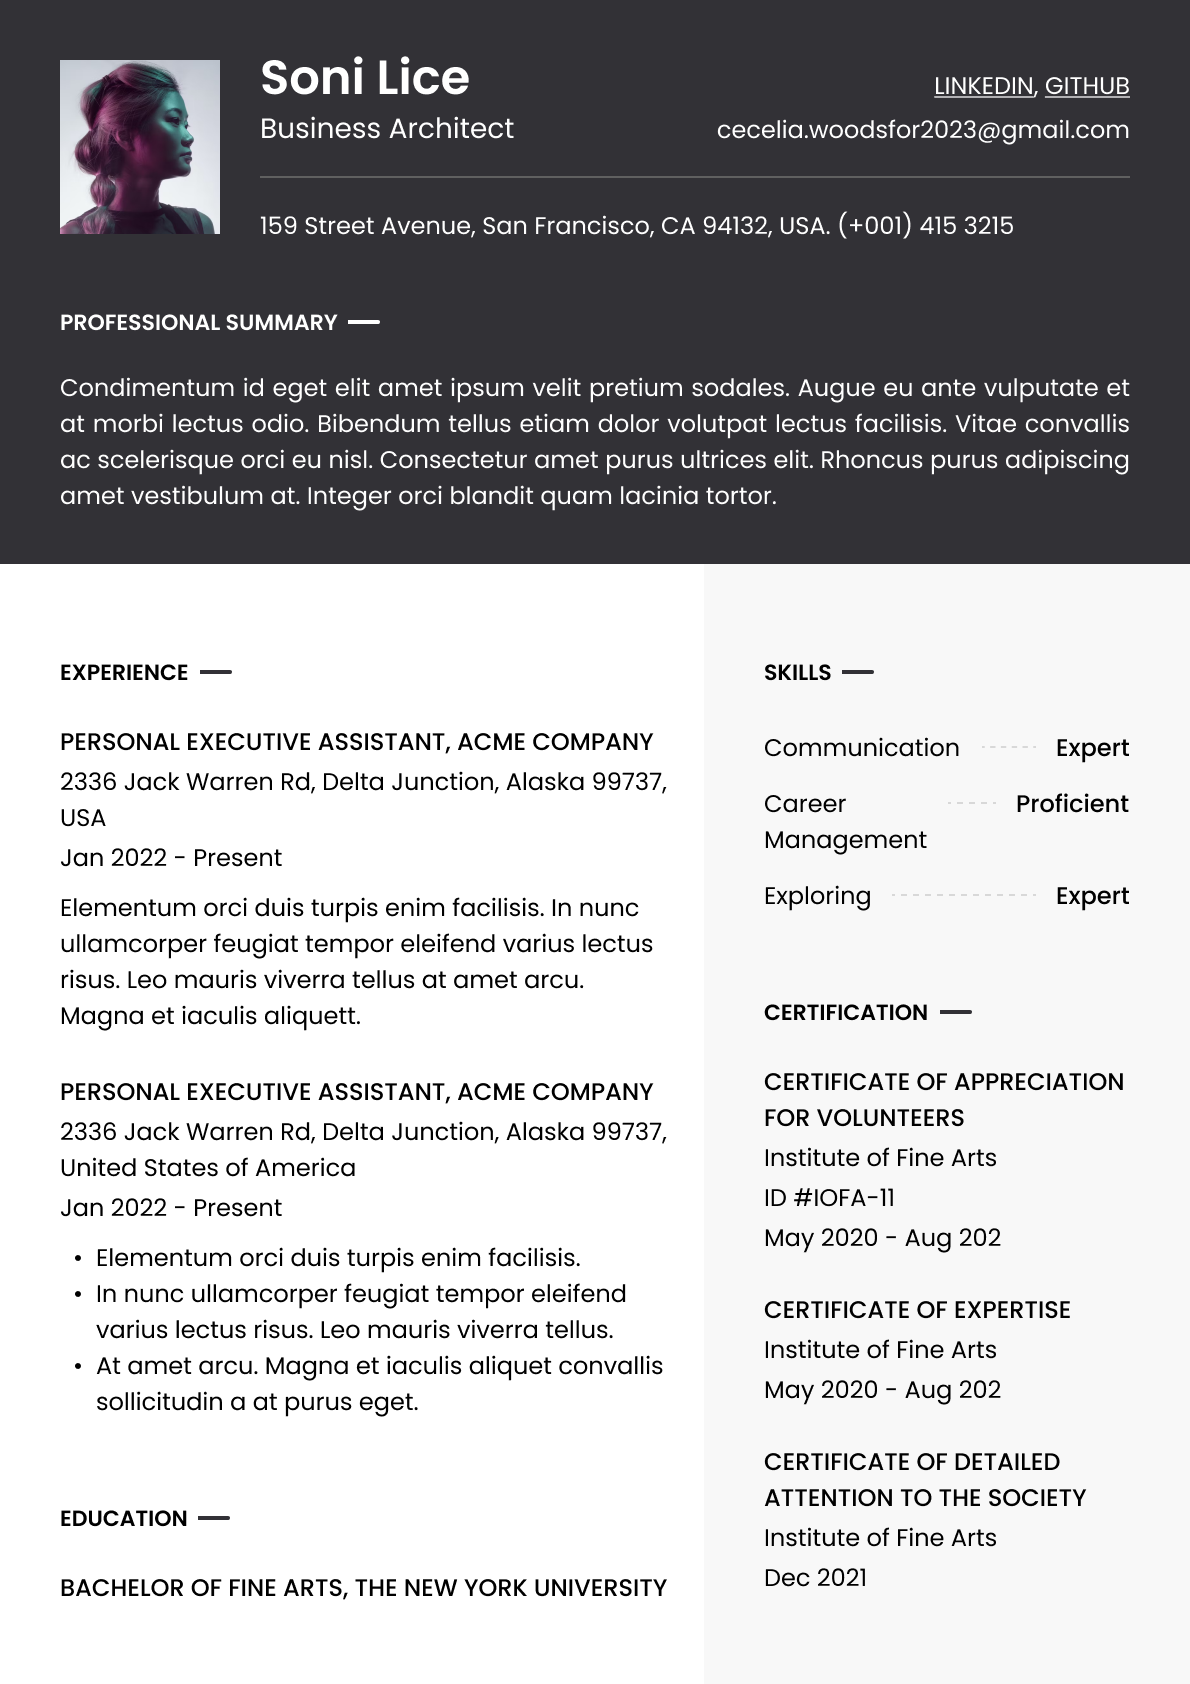 Soni Lice
Business Architect
LINKEDIN, GITHUB
cecelia.woodsfor2023@gmail.com
159 Street Avenue, San Francisco, CA 94132, USA. (+001) 415 3215
PROFESSIONAL SUMMARY
Condimentum id eget elit amet ipsum velit pretium sodales. Augue eu ante vulputate et
at morbi lectus odio. Bibendum tellus etiam dolor volutpat lectus facilisis. Vitae convallis
ac scelerisque orci eu nisl. Consectetur amet purus ultrices elit. Rhoncus purus adipiscing
amet vestibulum at. Integer orci blandit quam lacinia tortor.
EXPERIENCE
PERSONAL EXECUTIVE ASSISTANT, ACME COMPANY
2336 Jack Warren Rd, Delta Junction, Alaska 99737,
USA
Jan 2022 - Present
Elementum orci duis turpis enim facilisis. In nunc
ullamcorper feugiat tempor eleifend varius lectus
risus. Leo mauris viverra tellus at amet arcu.
Magna et iaculis aliquett.
PERSONAL EXECUTIVE ASSISTANT, ACME COMPANY
2336 Jack Warren Rd, Delta Junction, Alaska 99737,
United States of America
Jan 2022 - Present
• Elementum orci duis turpis enim facilisis.
• In nunc ullamcorper feugiat tempor eleifend
varius lectus risus. Leo mauris viverra tellus.
• At amet arcu. Magna et iaculis aliquet convallis
sollicitudin a at purus eget.
EDUCATION
BACHELOR OF FINE ARTS, THE NEW YORK UNIVERSITY
SKILLS
Communication Expert
Career Proficient
Management
Exploring Expert
CERTIFICATION
CERTIFICATE OF APPRECIATION
FOR VOLUNTEERS
Institute of Fine Arts
ID #IOFA-11
May 2020 - Aug 202
CERTIFICATE OF EXPERTISE
Institute of Fine Arts
May 2020 - Aug 202
CERTIFICATE OF DETAILED
ATTENTION TO THE SOCIETY
Institute of Fine Arts
Dec 2021